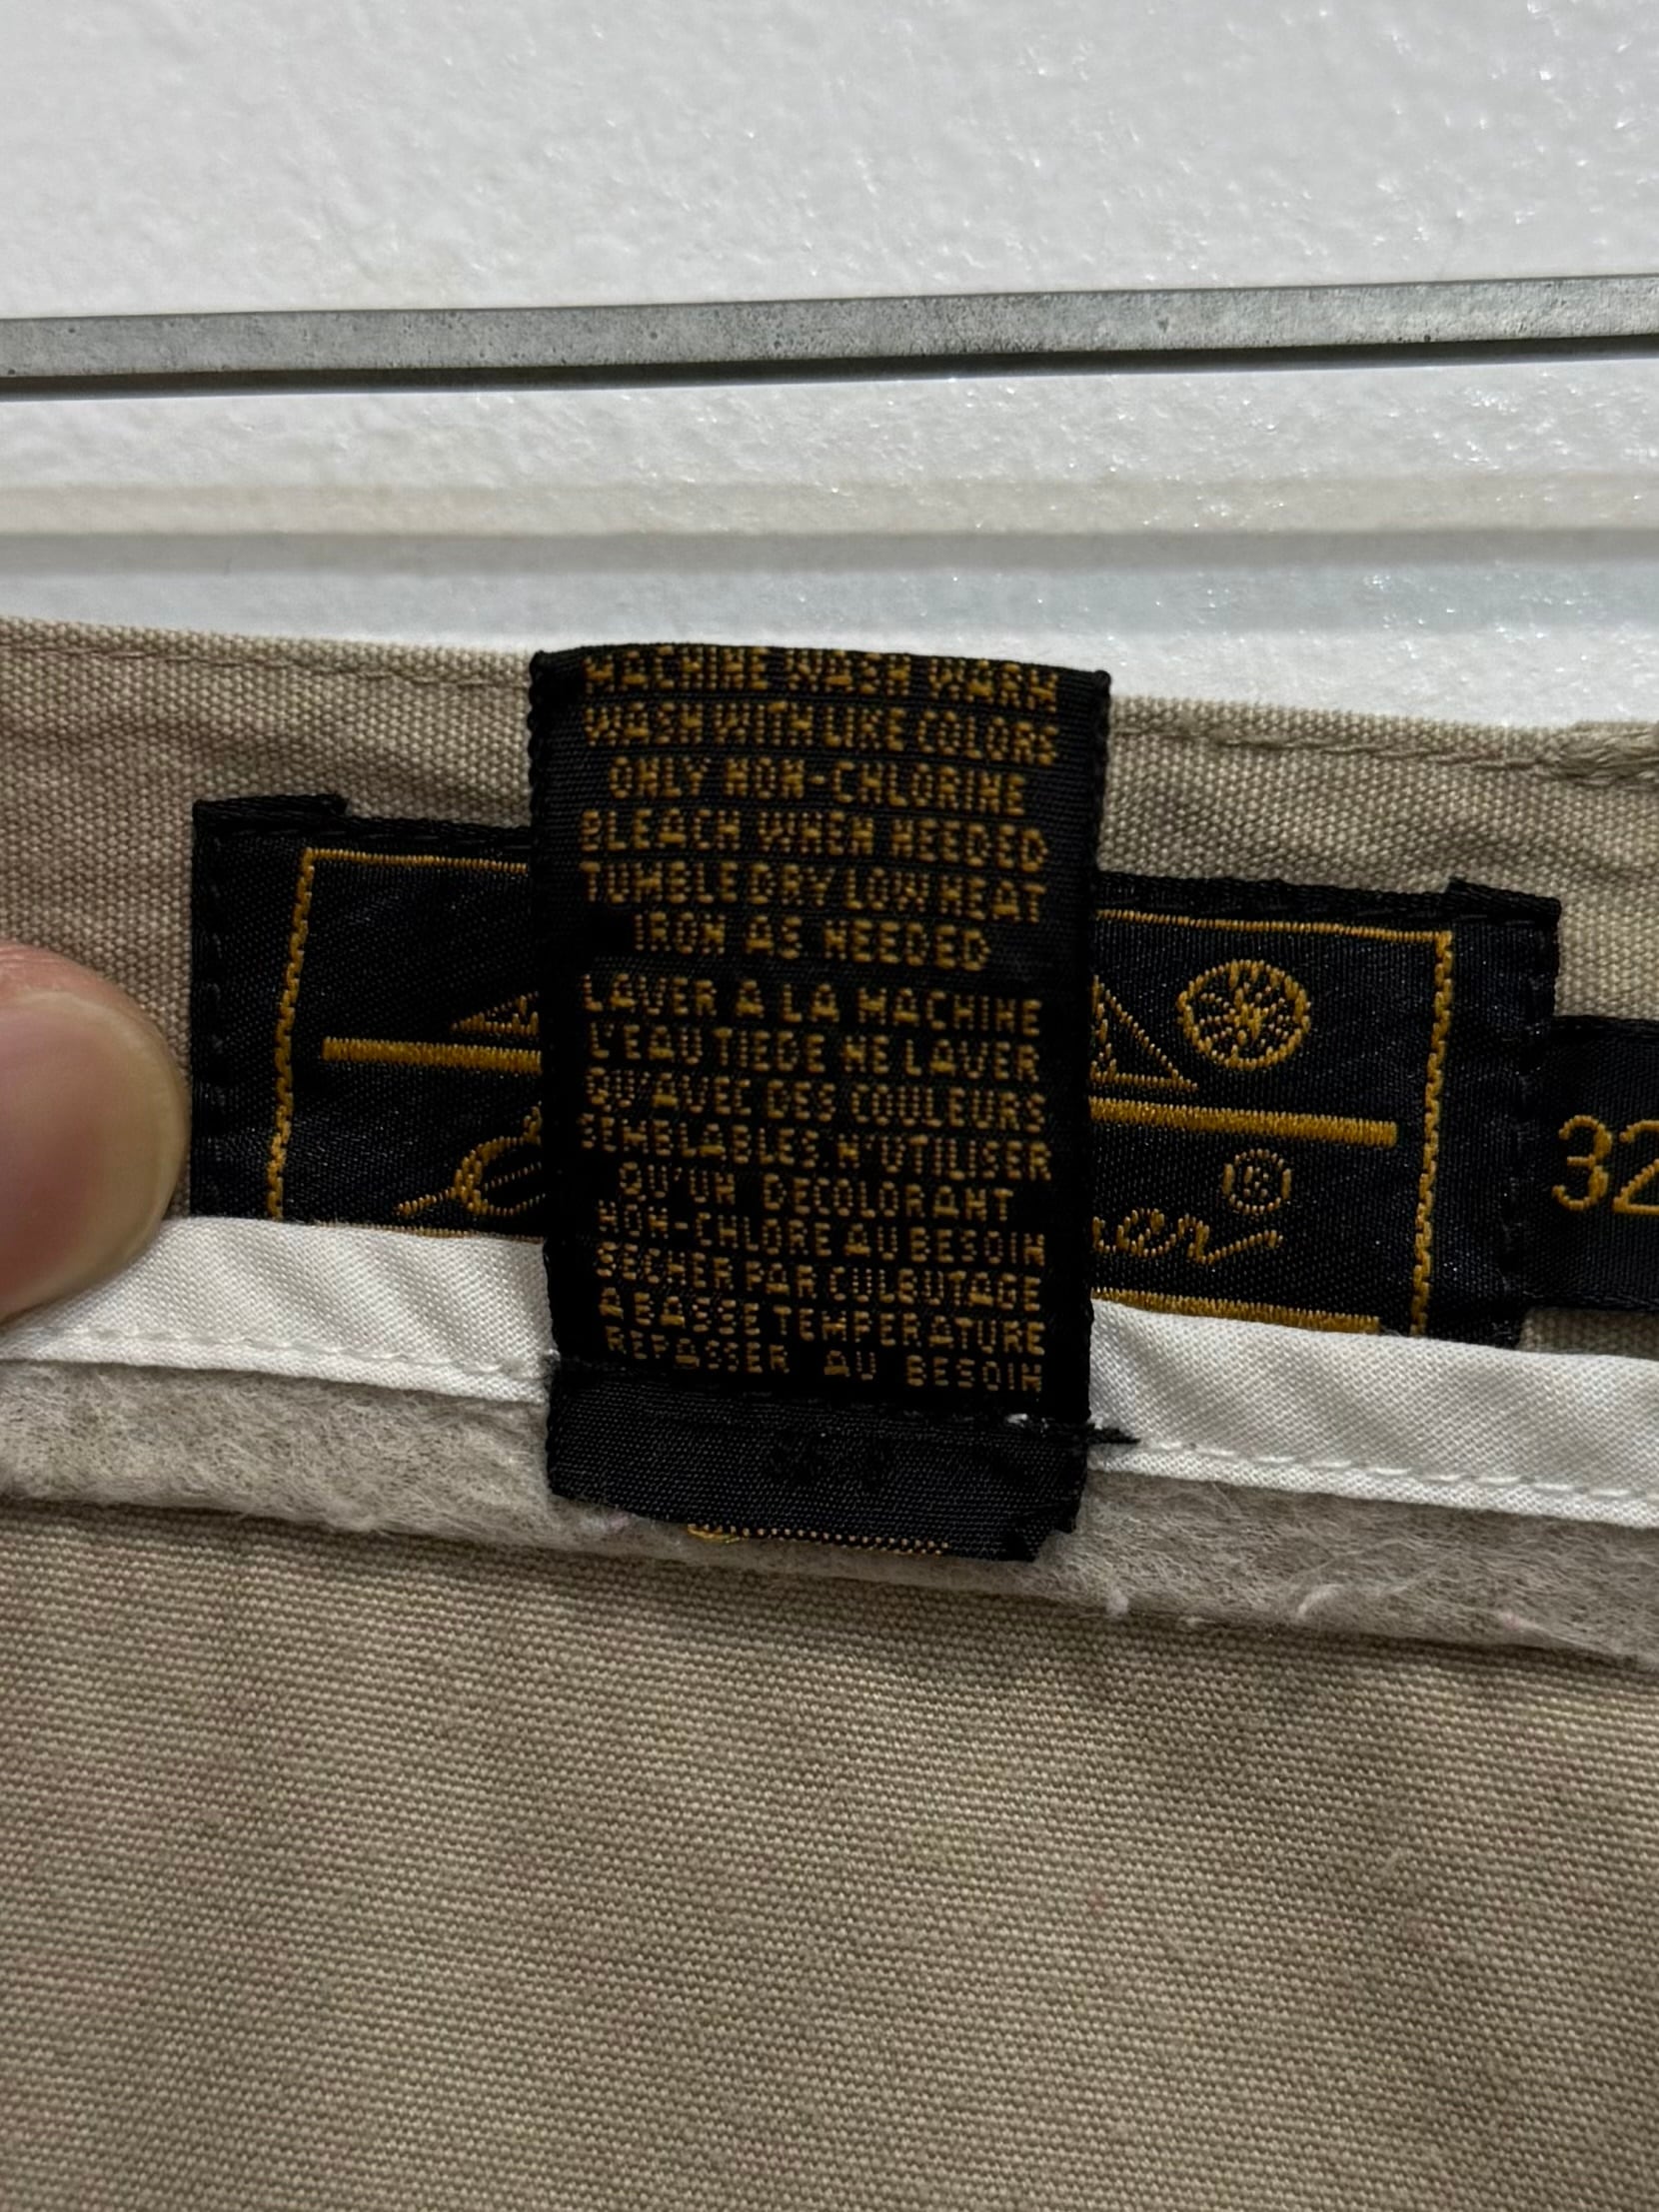 MACHINE WASH WARM
WASH WITH LIKE COLORS
ONLY NON-CHLORINE
BLEACH WHEN NEEDED
TUMBLE DRY LOW HEAT
IRON AS NEEDED
LAVER A LA MACHINE
L'EAU TIEDE NE LAVER
QU'AVEC DES COULEURS
SEMBLABLES. N'UTILISER
QU'UN DECOLORANT
NON-CHLORE AU BESOIN
SECHER PAR CULBUTAGE
A BASSE TEMPERATURE
REPASSER AU BESOIN
®
32